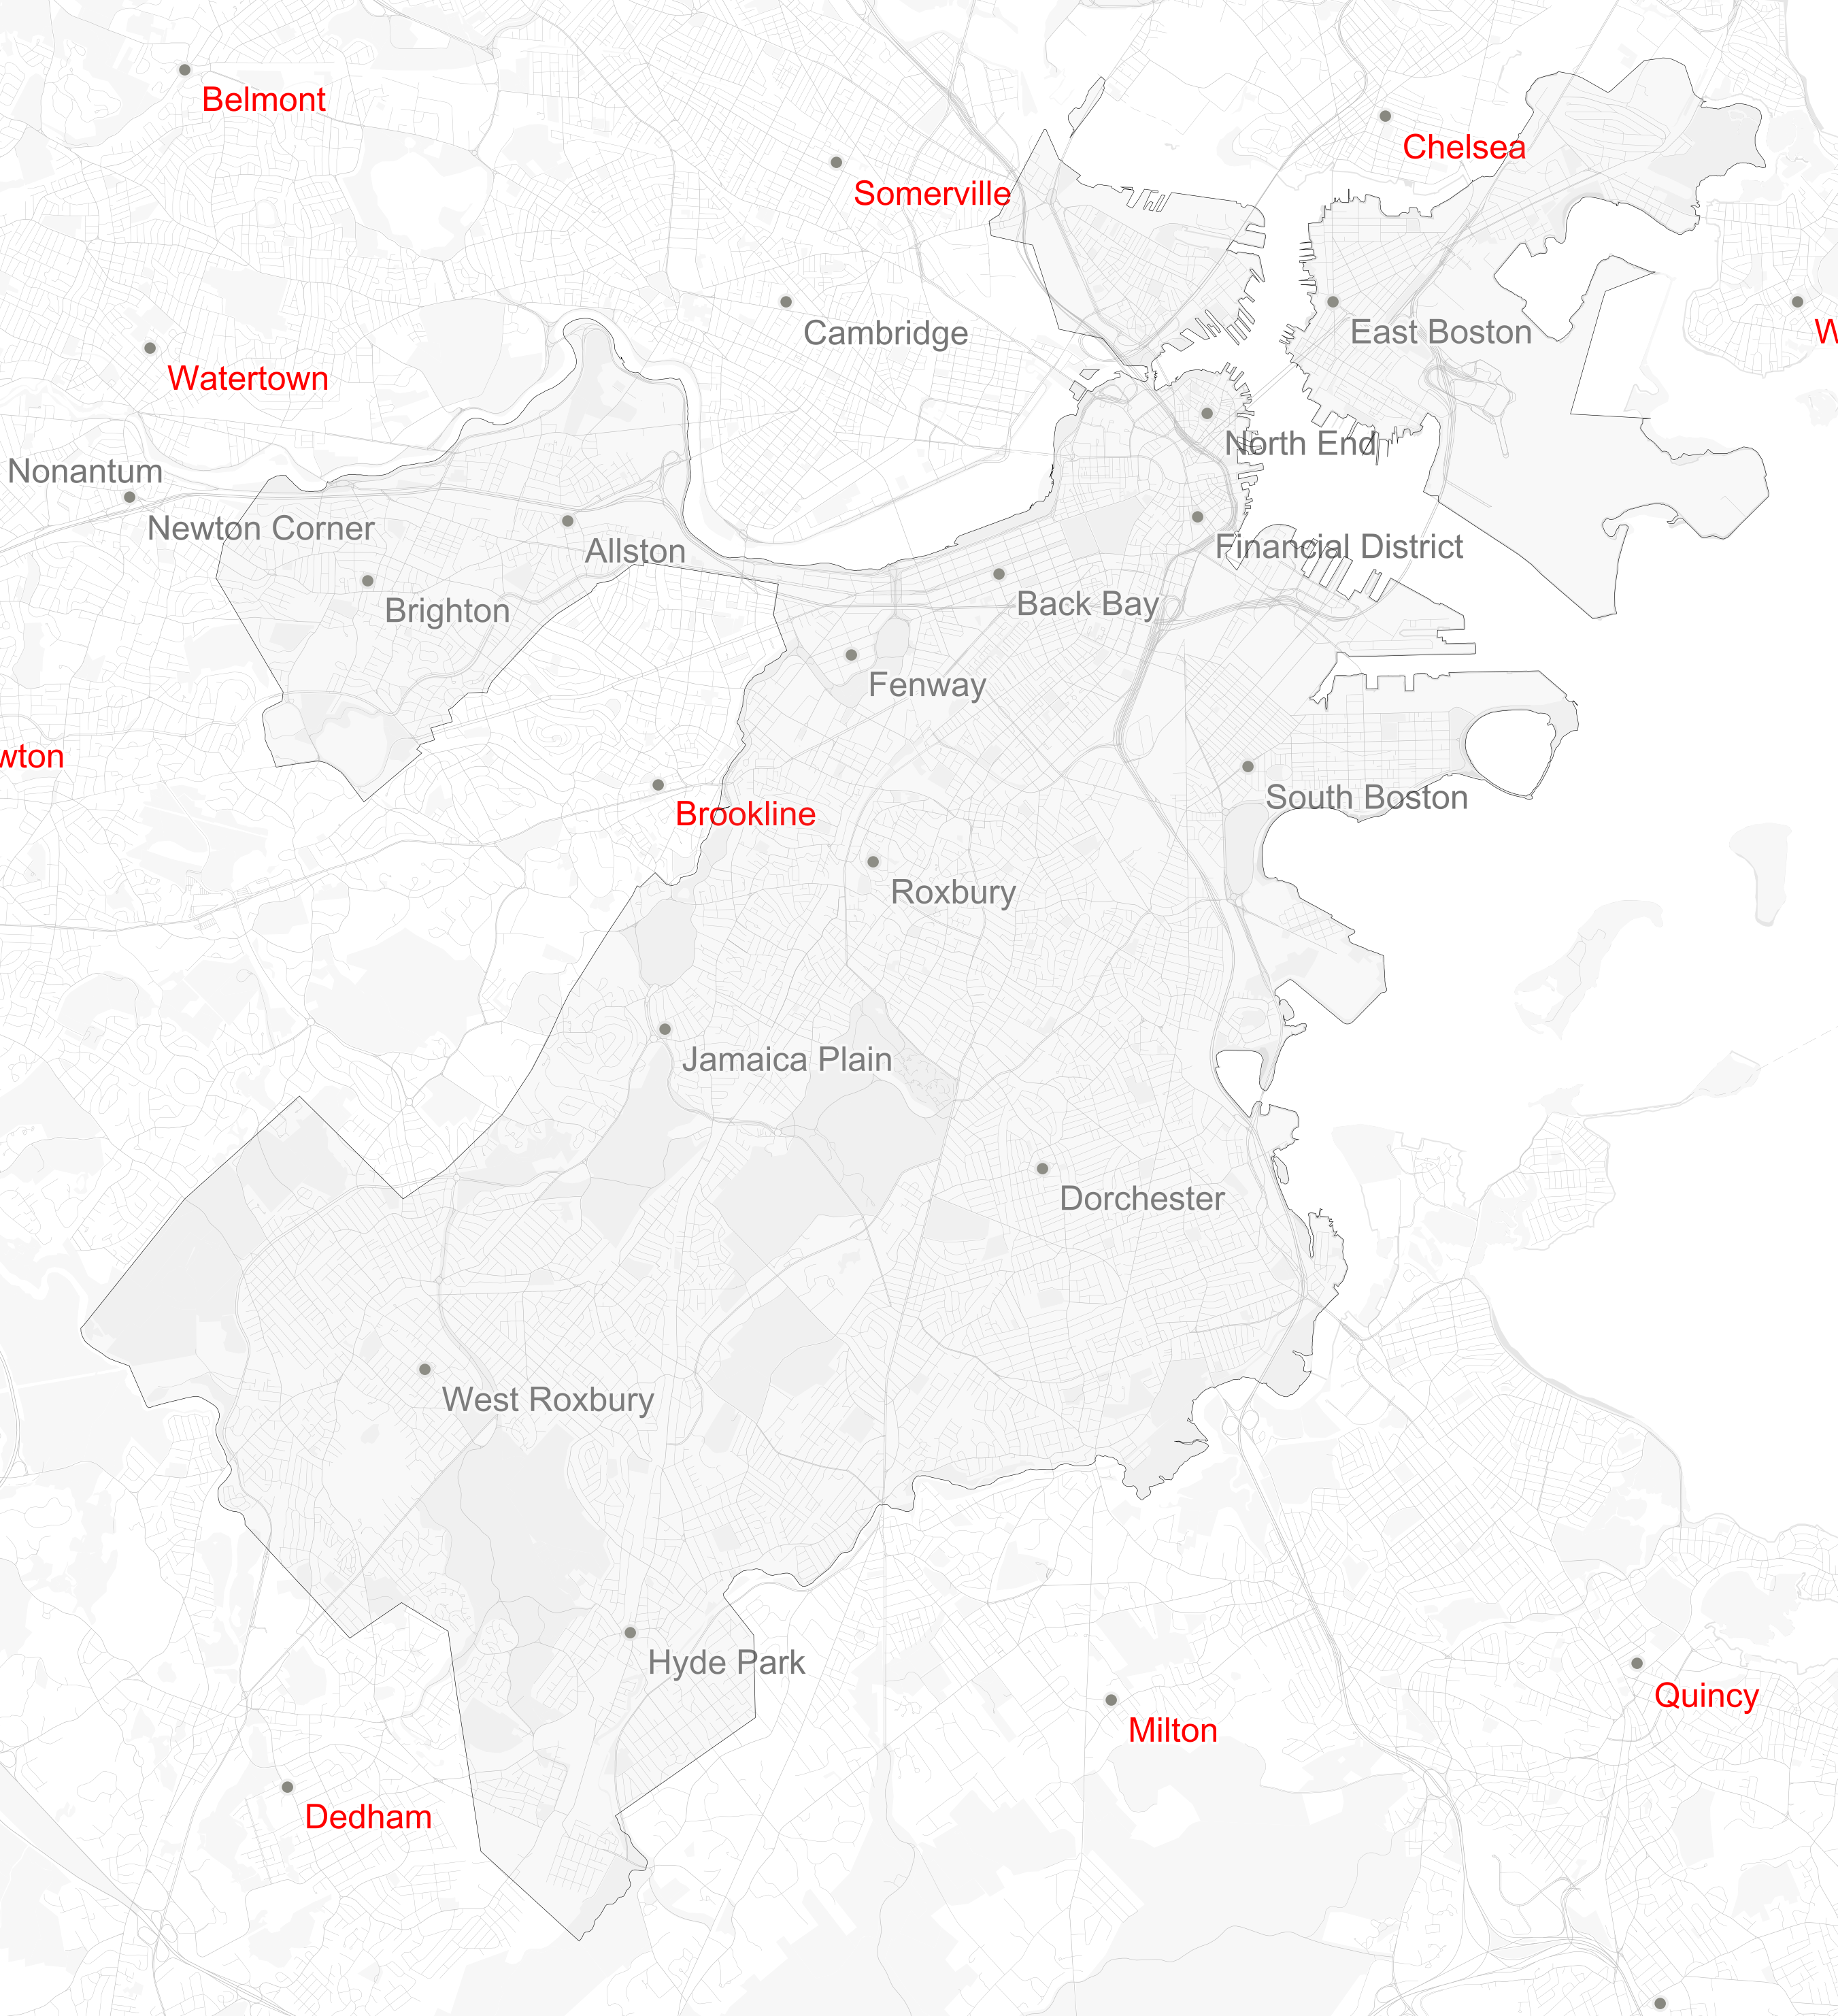 Belmont
Chelsea
Somerville
Cambridge
East Boston
W
Watertown
North End
Nonantum
Newton Corner
Allston
Financial District
Brighton
Back Bay
Fenway
wton
South Boston
Brookline
Roxbury
Jamaica Plain
Dorchester
West Roxbury
Hyde Park
Quincy
Milton
Dedham